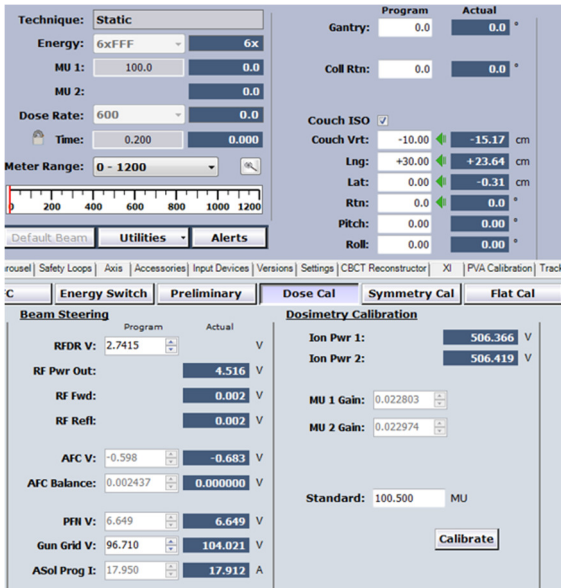 Technique: Static
Energy: 6xFFF 6x
MU 1: 100.0 0.0
MU 2: 0.0
Dose Rate: 600 0.0
Time: 0.200 0.000
Meter Range: 0 - 1200
0 200 400 600 800 1000 1200
Default Beam Utilities Alerts
Program Actual
Gantry: 0.0 0.0 °
Coll Rtn: 0.0 0.0 °
Couch ISO
Couch Vrt: -10.00 -15.17 cm
Lng: +30.00 +23.64 cm
Lat: 0.00 -0.31 cm
Rtn: 0.0 0.0 °
Pitch: 0.00 0.00 °
Roll: 0.00 0.00 °
rousel Safety Loops Axis Accessories Input Devices Versions Settings CBCT Reconstructor XI PVA Calibration Track
FC Energy Switch Preliminary Dose Cal Symmetry Cal Flat Cal
Beam Steering
Program Actual
RFDR V: 2.7415 V
RF Pwr Out: 4.516 V
RF Fwd: 0.002 V
RF Refl: 0.002 V
AFC V: -0.598 -0.683 V
AFC Balance: 0.002437 0.000000 V
PFN V: 6.649 6.649 V
Gun Grid V: 96.710 104.021 V
ASol Prog I: 17.950 17.912 A
Dosimetry Calibration
Ion Pwr 1: 506.366 V
Ion Pwr 2: 506.419 V
MU 1 Gain: 0.022803
MU 2 Gain: 0.022974
Standard: 100.500 MU
Calibrate